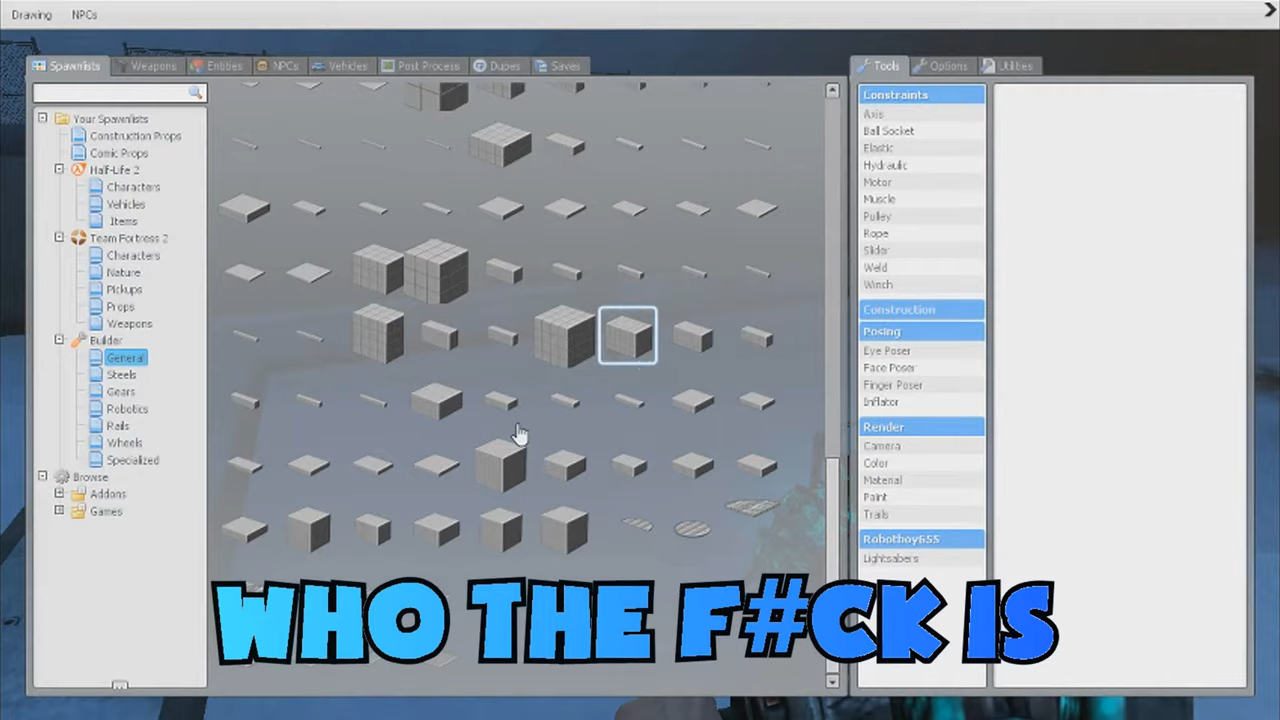 Drawing NPCs
Spawnlists Weapons Entities NPCs Vehicles Post Process Dupes Saves
Tools Options Utilities
Your Spawnlists
Construction Props
Comic Props
Half-Life 2
Characters
Vehicles
Items
Team Fortress 2
Characters
Nature
Pickups
Props
Weapons
Builder
General
Steels
Gears
Robotics
Rails
Wheels
Specialized
Browse
Addons
Games
Constraints
Axis
Ball Socket
Elastic
Hydraulic
Motor
Muscle
Pulley
Rope
Slider
Weld
Winch
Construction
Posing
Eye Poser
Face Poser
Finger Poser
Inflator
Render
Camera
Color
Material
Paint
Trails
Robotboy655
Lightsabers
WHO THE F#CK IS